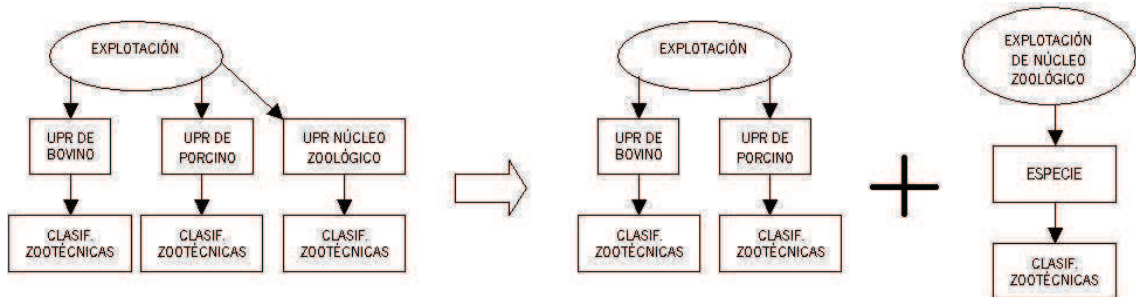 EXPLOTACIÓN
UPR DE
BOVINO
UPR DE
PORCINO
UPR NÚCLEO
ZOOLÓGICO
CLASIF.
ZOOTÉCNICAS
CLASIF.
ZOOTÉCNICAS
CLASIF.
ZOOTÉCNICAS
EXPLOTACIÓN
UPR DE
BOVINO
UPR DE
PORCINO
CLASIF.
ZOOTÉCNICAS
CLASIF.
ZOOTÉCNICAS
EXPLOTACIÓN
DE NÚCLEO
ZOOLÓGICO
ESPECIE
CLASIF.
ZOOTÉCNICAS